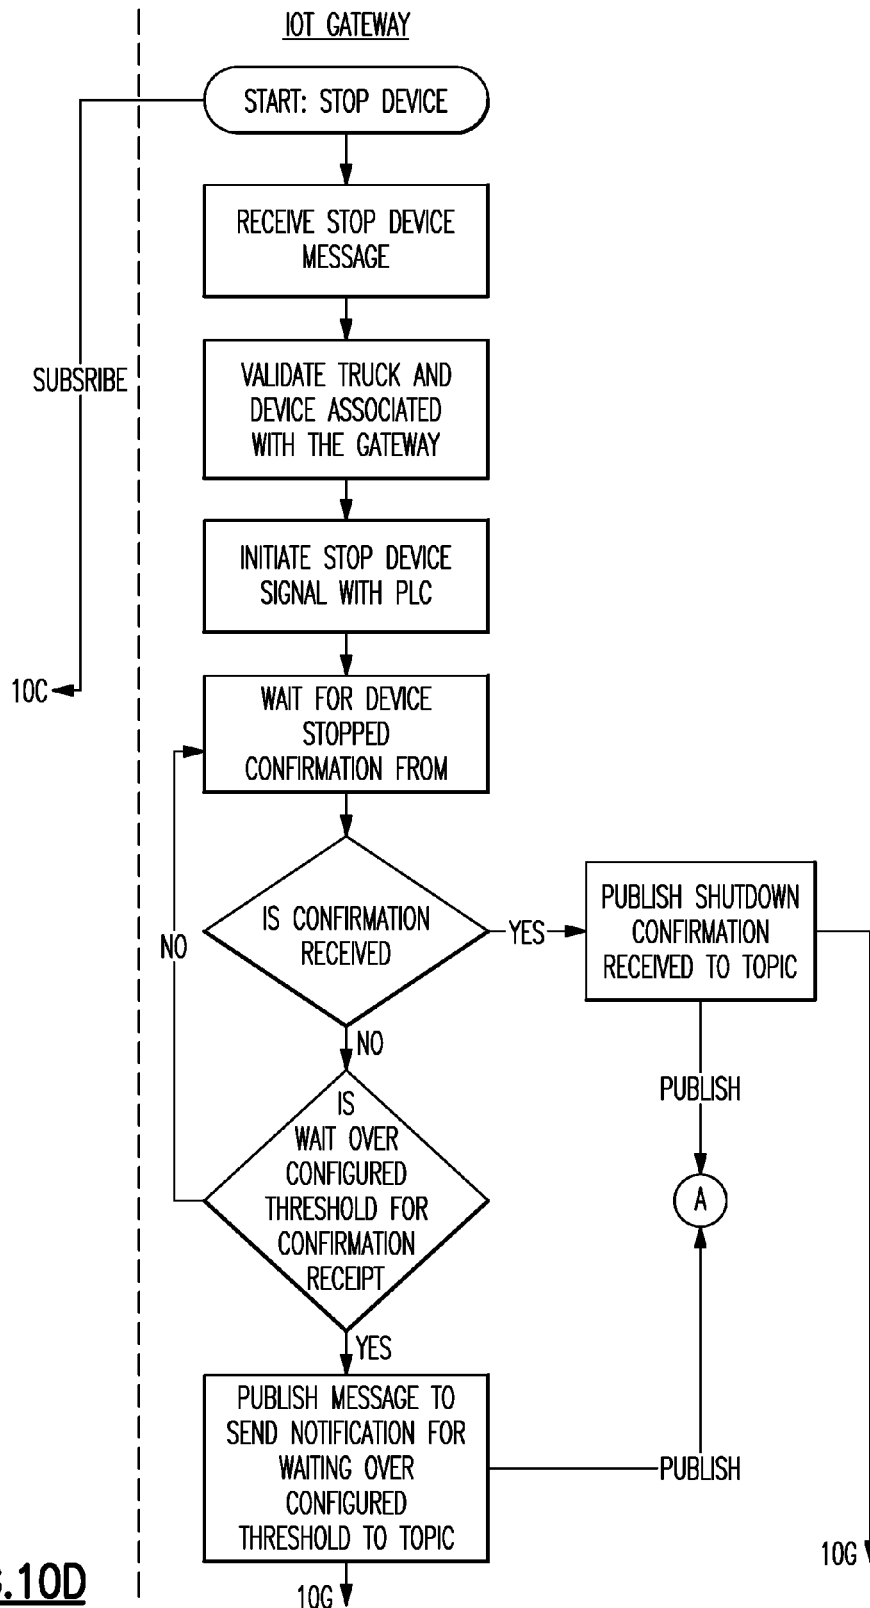 IOT GATEWAY
START: STOP DEVICE
RECEIVE STOP DEVICE
MESSAGE
SUBSRIBE
VALIDATE TRUCK AND
DEVICE ASSOCIATED
WITH THE GATEWAY
INITIATE STOP DEVICE
SIGNAL WITH PLC
10C
WAIT FOR DEVICE
STOPPED
CONFIRMATION FROM
IS CONFIRMATION
RECEIVED
YES
PUBLISH SHUTDOWN
CONFIRMATION
RECEIVED TO TOPIC
NO
NO
PUBLISH
IS
WAIT OVER
CONFIGURED
THRESHOLD FOR
CONFIRMATION
RECEIPT
A
YES
PUBLISH MESSAGE TO
SEND NOTIFICATION FOR
WAITING OVER
CONFIGURED
THRESHOLD TO TOPIC
PUBLISH
10G
10G
.10D